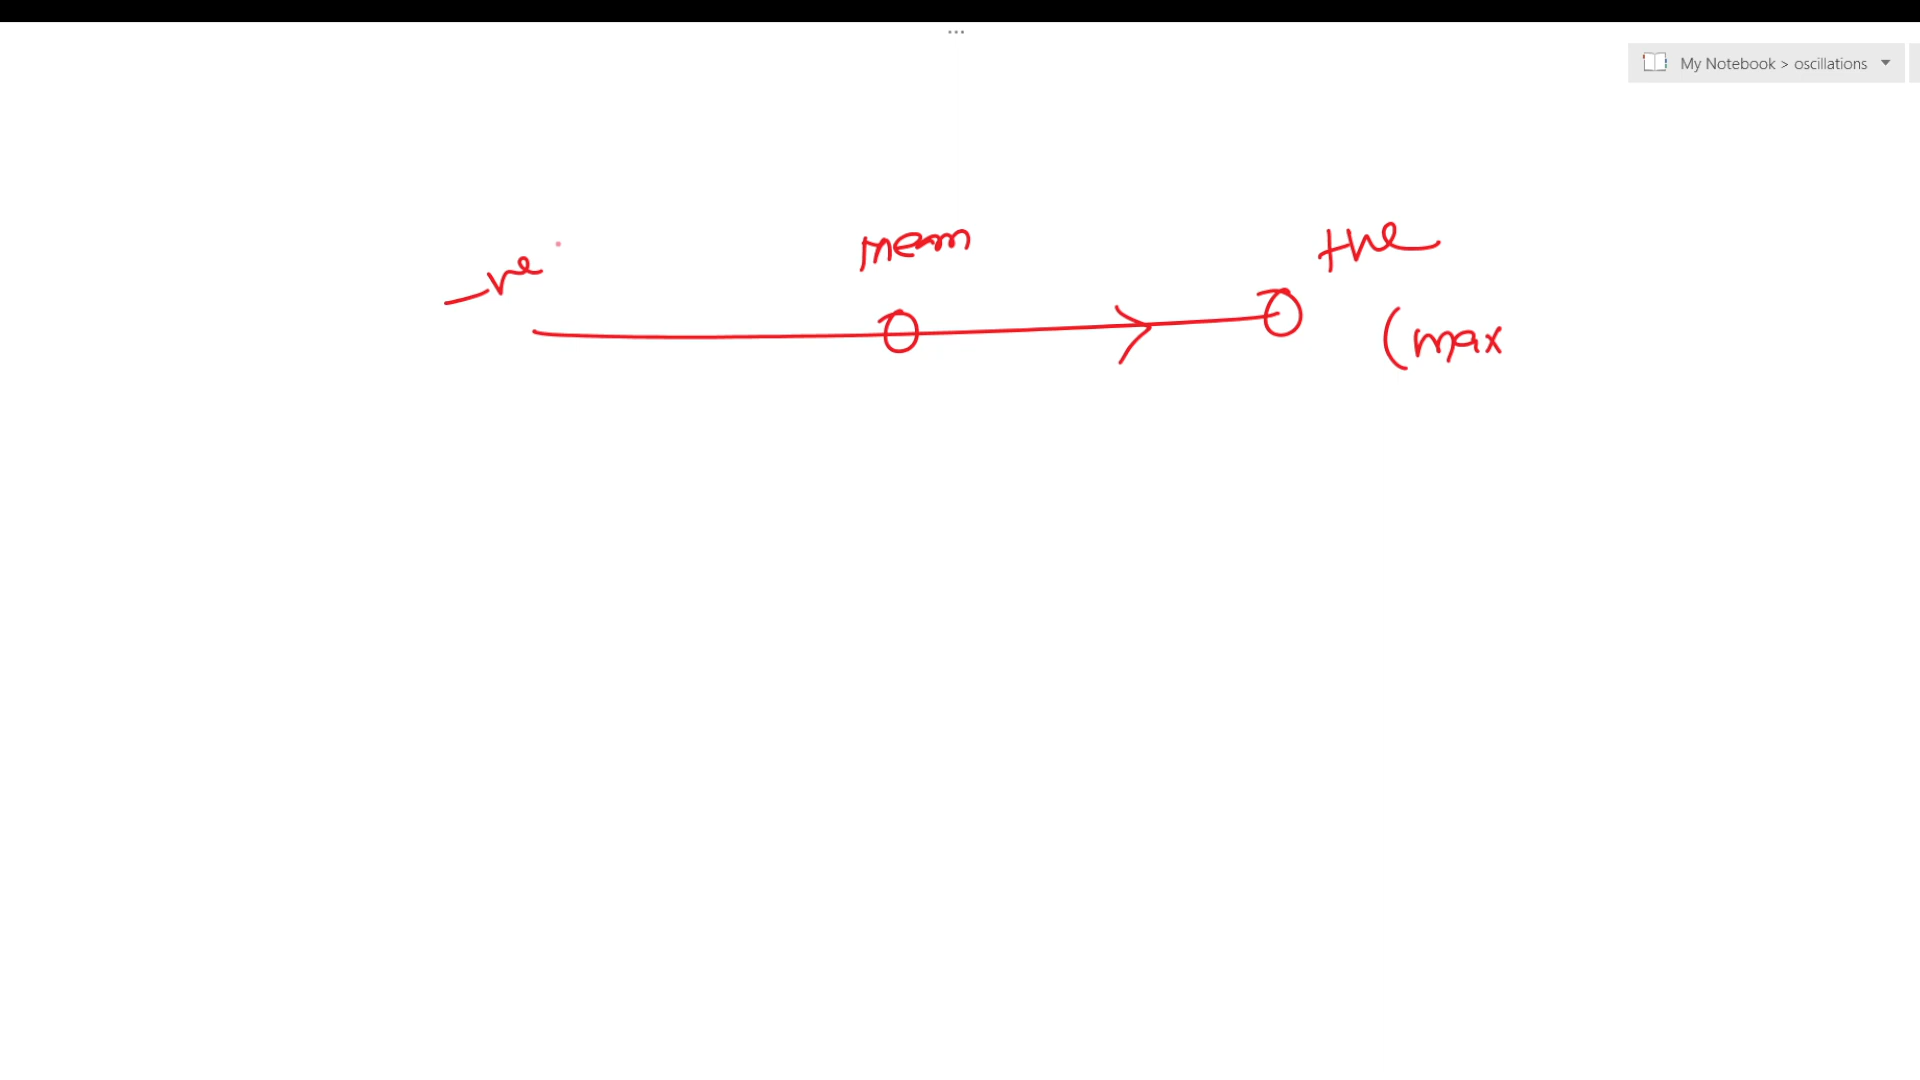 ...
My Notebook > oscillations
-ve
mean
+ve
(max